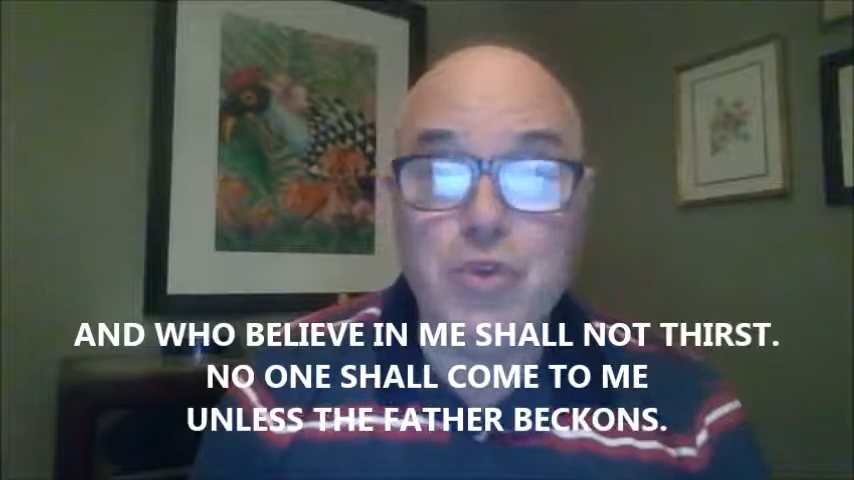 AND WHO BELIEVE IN ME SHALL NOT THIRST.
NO ONE SHALL COME TO ME
UNLESS THE FATHER BECKONS.